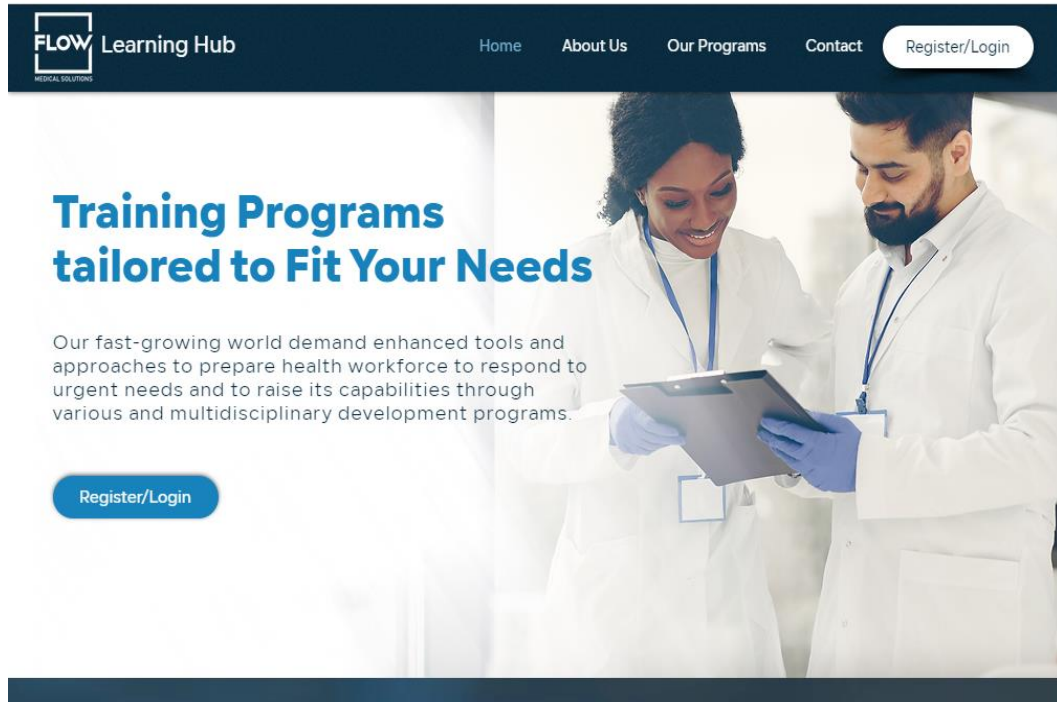 FLOW
MEDICAL SOLUTIONS
Learning Hub
Home
About Us
Our Programs
Contact
Register/Login
Training Programs
tailored to Fit Your Needs
Our fast-growing world demand enhanced tools and
approaches to prepare health workforce to respond to
urgent needs and to raise its capabilities through
various and multidisciplinary development programs.
Register/Login